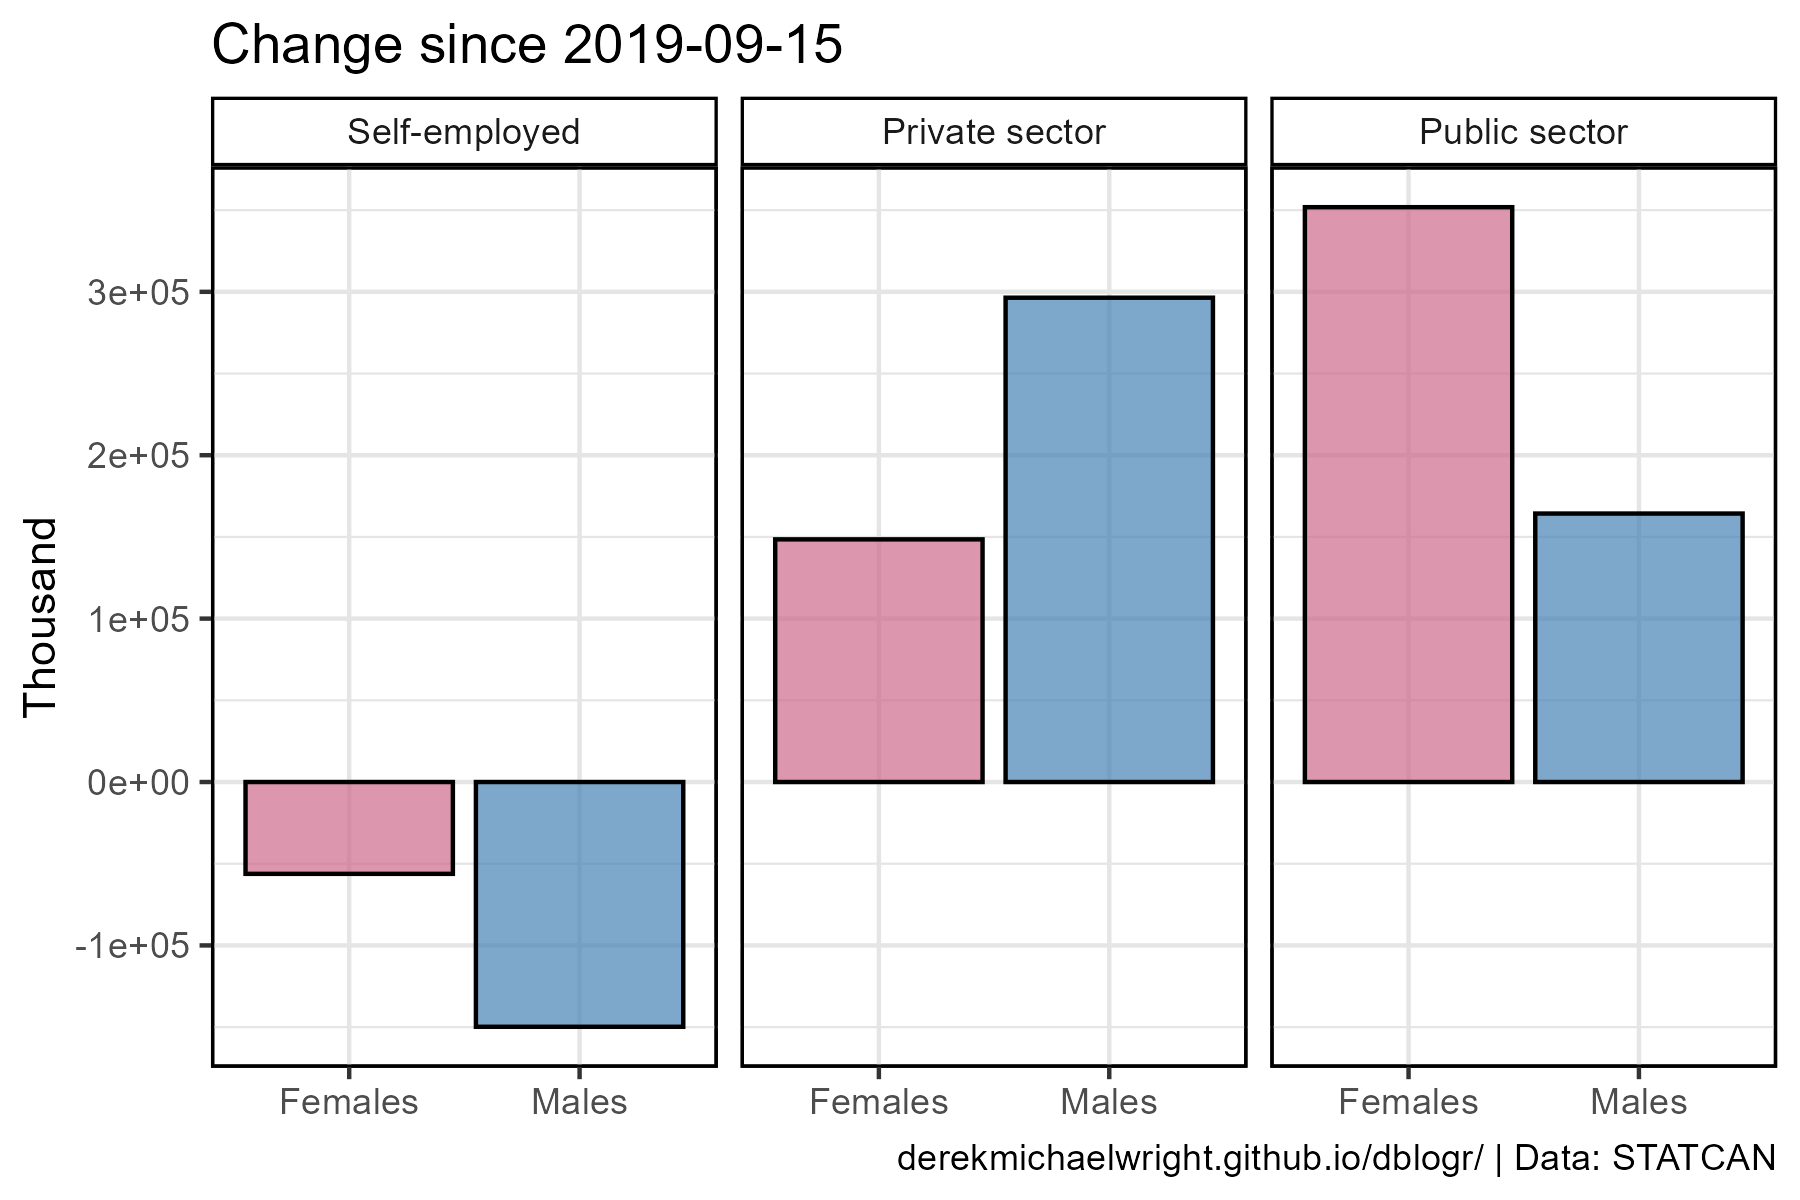 Change since 2019-09-15
Self-employed
Private sector
Public sector
Thousand
3e+05
2e+05
1e+05
0e+00
-1e+05
Females
Males
Females
Males
Females
Males
derekmichaelwright.github.io/dblogr/ | Data: STATCAN